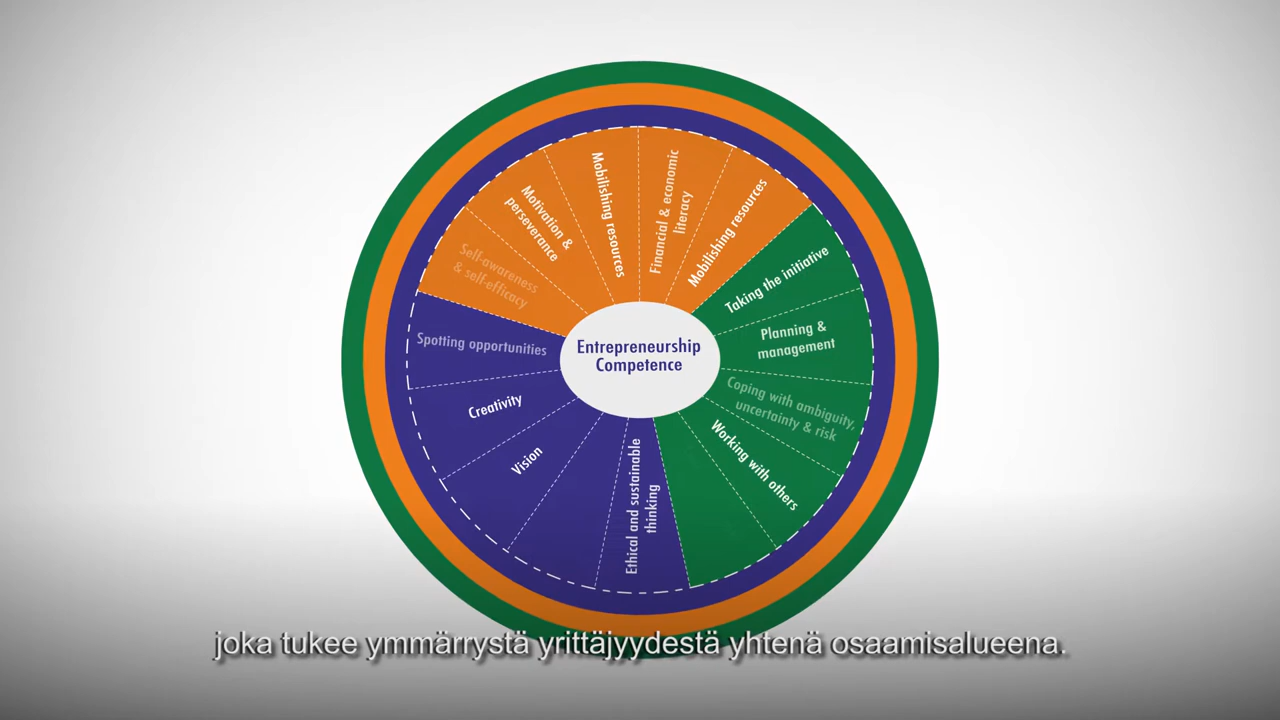 Mobilishing resources
Financial & economic
literacy
Mobilishing resources
Motivation &
perseverance
Self-awareness
& self-efficacy
Taking the initiative
Planning &
management
Coping with ambiguity,
uncertainty & risk
Working with others
Spotting opportunities
Creativity
Vision
Ethical and sustainable
thinking
Entrepreneurship
Competence
joka tukee ymmärrystä yrittäjyydestä yhtenä osaamisalueena.